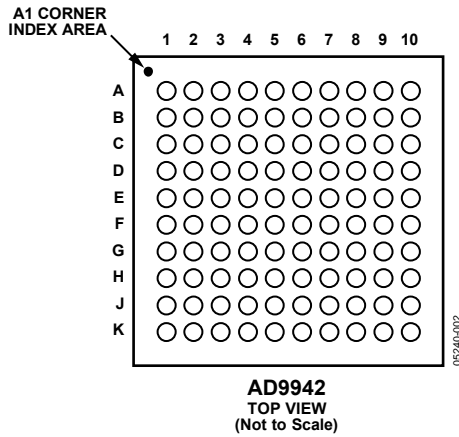 A1 CORNER
INDEX AREA
1 2 3 4 5 6 7 8 9 10
A
B
C
D
E
F
G
H
J
K
05240-002
AD9942
TOP VIEW
(Not to Scale)